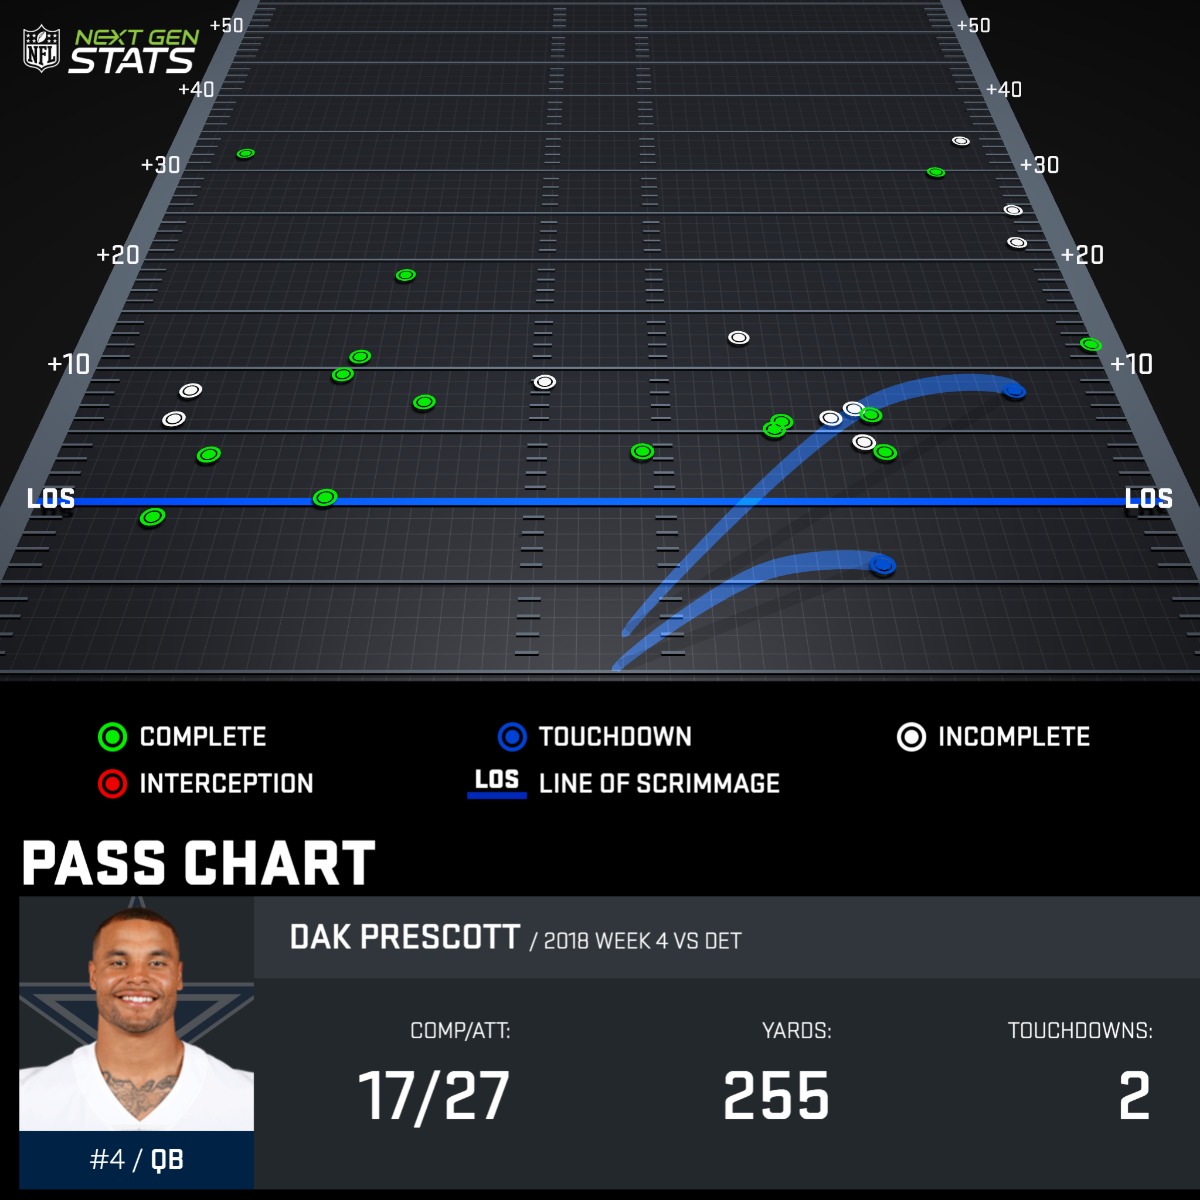 NFL
NEXT GEN
STATS
+50 +50
+40 +40
+30 +30
+20 +20
+10 +10
LOS LOS
COMPLETE TOUCHDOWN INCOMPLETE
INTERCEPTION LOS LINE OF SCRIMMAGE
PASS CHART
DAK PRESCOTT / 2018 WEEK 4 VS DET
COMP/ATT: YARDS: TOUCHDOWNS:
17/27 255 2
#4 / QB